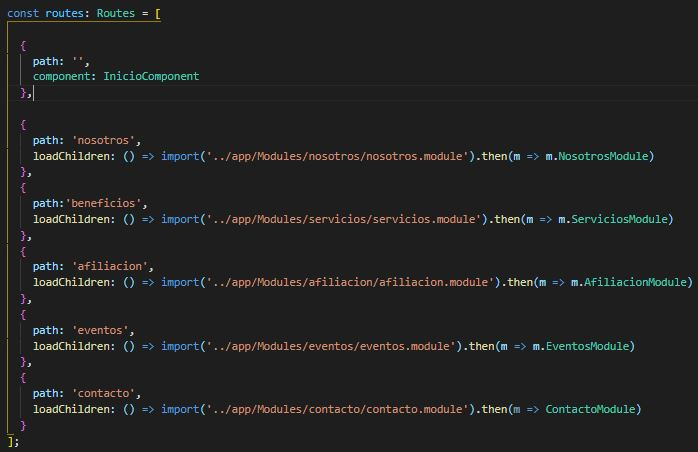 const routes: Routes = [
{
path: '',
component: InicioComponent
},
{
path: 'nosotros',
loadChildren: () => import('../app/Modules/nosotros/nosotros.module').then(m => m.NosotrosModule)
},
{
path:'beneficios',
loadChildren: () => import('../app/Modules/servicios/servicios.module').then(m => m.ServiciosModule)
},
{
path: 'afiliacion',
loadChildren: () => import('../app/Modules/afiliacion/afiliacion.module').then(m => m.AfiliacionModule)
},
{
path: 'eventos',
loadChildren: () => import('../app/Modules/eventos/eventos.module').then(m => m.EventosModule)
},
{
path: 'contacto',
loadChildren: () => import('../app/Modules/contacto/contacto.module').then(m => ContactoModule)
}
];